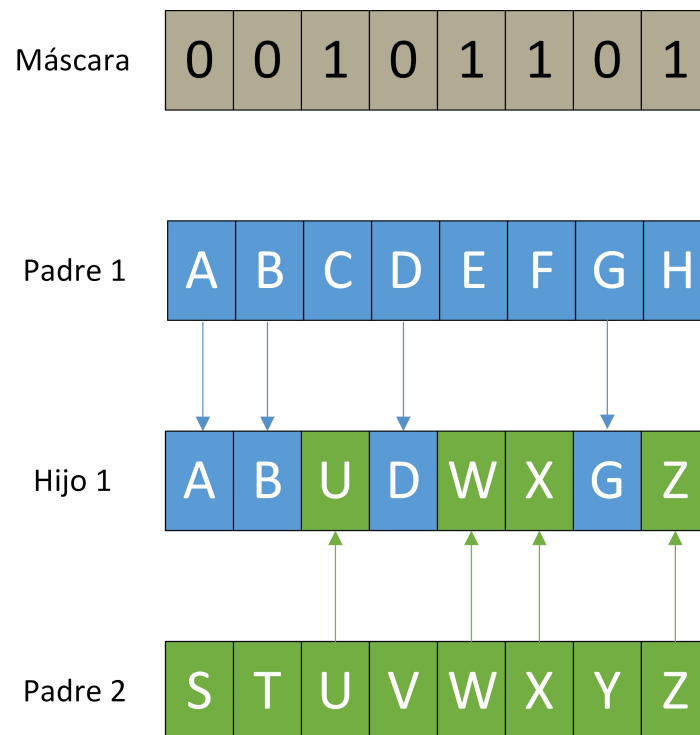 Máscara 0 0 1 0 1 1 0 1
Padre 1 A B C D E F G H
Hijo 1 A B U D W X G Z
Padre 2 S T U V W X Y Z